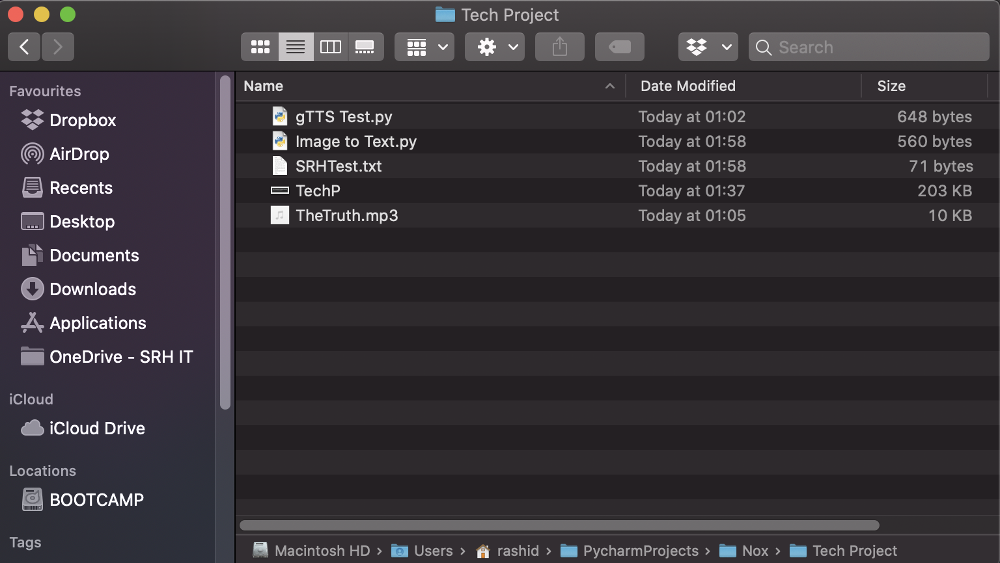 Tech Project
Search
Favourites
Dropbox
AirDrop
Recents
Desktop
Documents
Downloads
Applications
OneDrive - SRH IT
iCloud
iCloud Drive
Locations
BOOTCAMP
Tags
Name Date Modified Size
gTTS Test.py Today at 01:02 648 bytes
Image to Text.py Today at 01:58 560 bytes
SRHTest.txt Today at 01:58 71 bytes
TechP Today at 01:37 203 KB
TheTruth.mp3 Today at 01:05 10 KB
Macintosh HD › Users › rashid › PycharmProjects › Nox › Tech Project